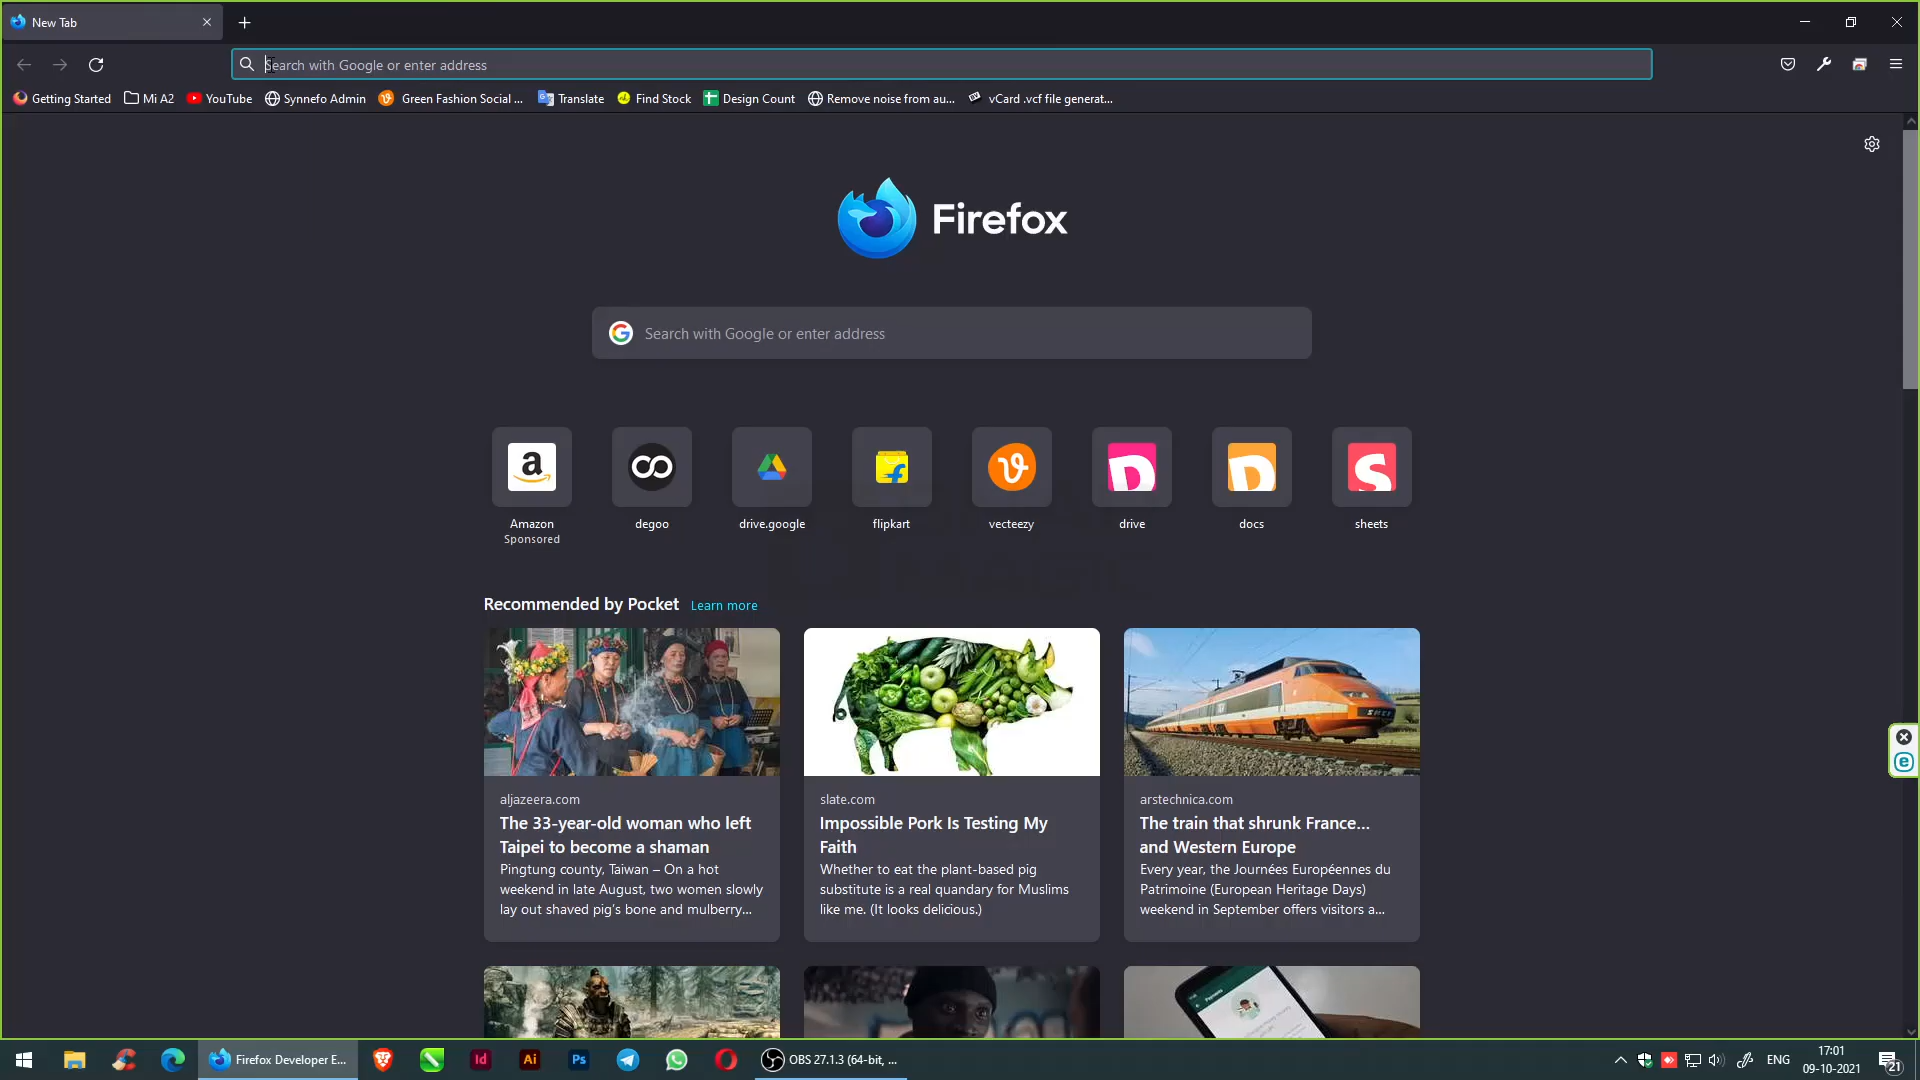 New Tab
Search with Google or enter address
Getting Started
Mi A2
YouTube
Synnefo Admin
Green Fashion Social ...
Translate
Find Stock
Design Count
Remove noise from au...
vCard .vcf file generat...
Firefox
Search with Google or enter address
Amazon
Sponsored
degoo
drive.google
flipkart
vecteezy
drive
docs
sheets
Recommended by Pocket Learn more
aljazeera.com
The 33-year-old woman who left
Taipei to become a shaman
Pingtung county, Taiwan – On a hot
weekend in late August, two women slowly
lay out shaved pig's bone and mulberry...
slate.com
Impossible Pork Is Testing My
Faith
Whether to eat the plant-based pig
substitute is a real quandary for Muslims
like me. (It looks delicious.)
arstechnica.com
The train that shrunk France...
and Western Europe
Every year, the Journées Européennes du
Patrimoine (European Heritage Days)
weekend in September offers visitors a...
Firefox Developer E...
Id
Ai
Ps
OBS 27.1.3 (64-bit, ...
ENG
17:01
09-10-2021
21